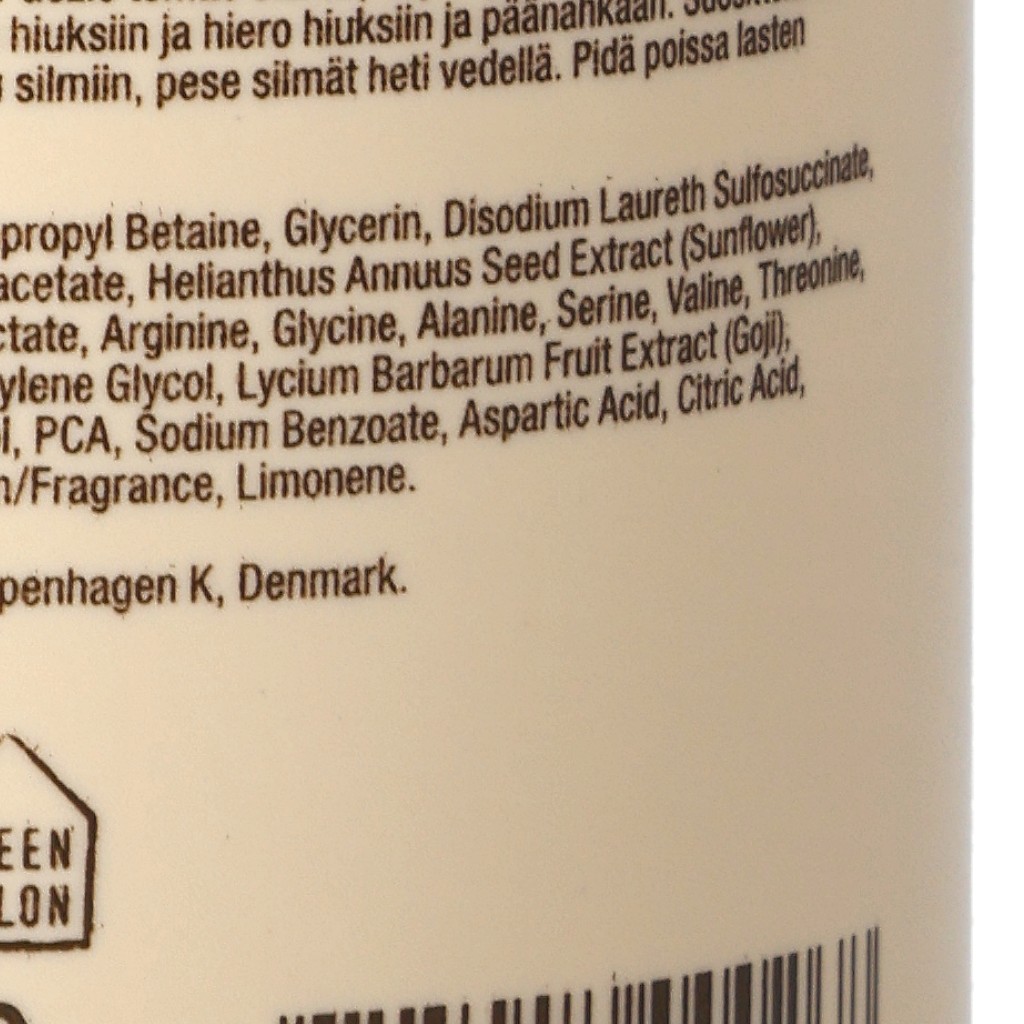 hiuksiin ja hiero hiuksiin ja päänahkaan.
silmiin, pese silmät heti vedellä. Pidä poissa lasten
propyl Betaine, Glycerin, Disodium Laureth Sulfosuccinate,
acetate, Helianthus Annuus Seed Extract (Sunflower),
ctate, Arginine, Glycine, Alanine, Serine, Valine, Threonine,
ylene Glycol, Lycium Barbarum Fruit Extract (Goji),
l, PCA, Sodium Benzoate, Aspartic Acid, Citric Acid,
/Fragrance, Limonene.
penhagen K, Denmark.
EEN
LON